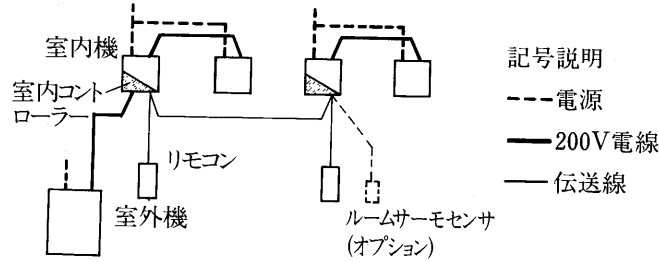 室内機
室内コント
ローラー
リモコン
室外機
ルームサーモセンサ
(オプション)
記号説明
電源
200V電線
伝送線